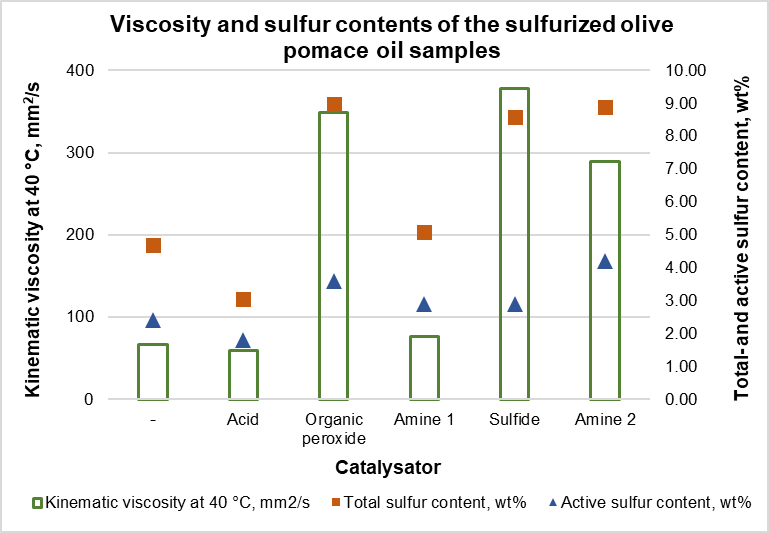 Viscosity and sulfur contents of the sulfurized olive
pomace oil samples
Kinematic viscosity at 40 °C, mm²/s
400
300
200
100
0
10.00
9.00
8.00
7.00
6.00
5.00
4.00
3.00
2.00
1.00
0.00
Total- and active sulfur content, wt%
-
Acid
Organic
peroxide
Amine 1
Sulfide
Amine 2
Catalysator
Kinematic viscosity at 40 °C, mm2/s
Total sulfur content, wt%
Active sulfur content, wt%